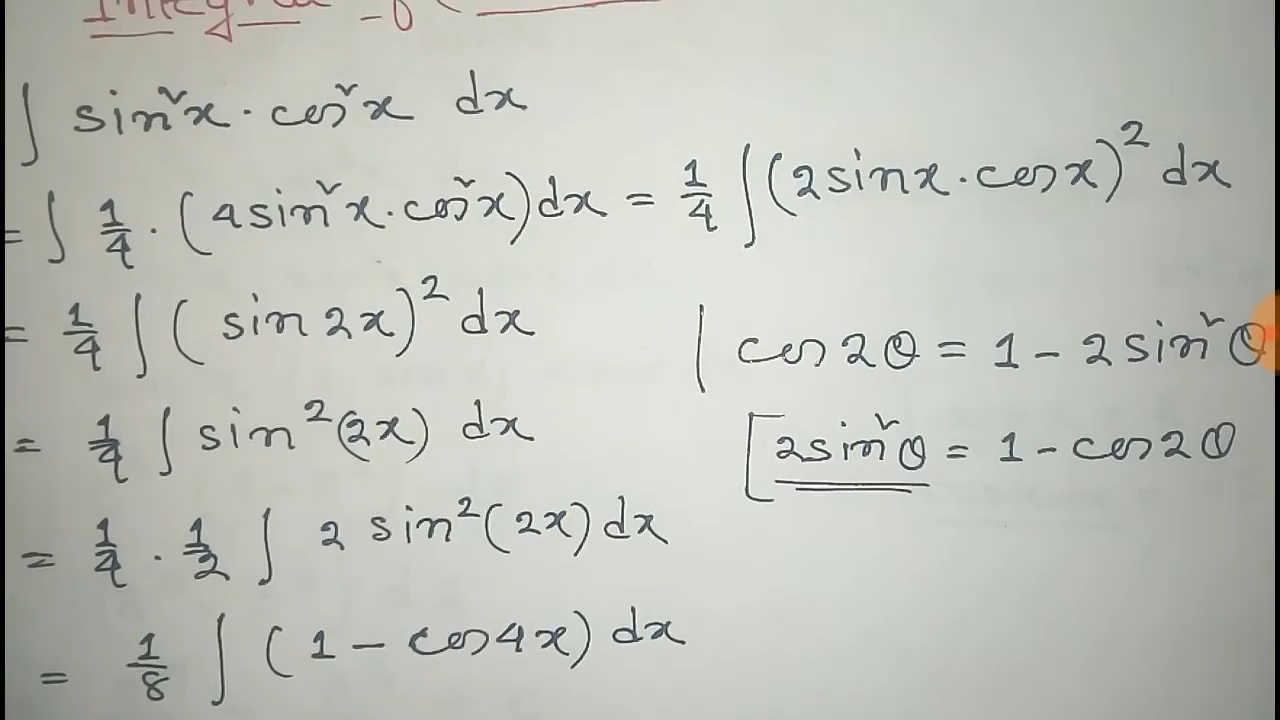 ∫ sin²x · cos²x dx
= ∫ 1/4 · (4sin²x · cos²x) dx = 1/4 ∫ (2sinx · cosx)² dx
= 1/4 ∫ (sin 2x)² dx
| cos2θ = 1 - 2sin²θ
= 1/4 ∫ sin²(2x) dx
[2sin²θ = 1 - cos2θ
= 1/4 · 1/2 ∫ 2 sin²(2x) dx
= 1/8 ∫ (1 - cos4x) dx